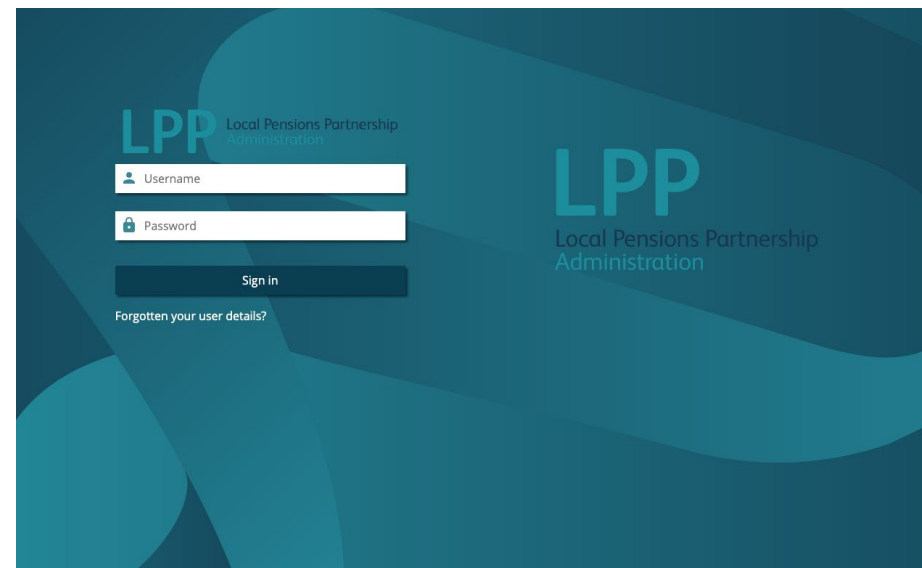 LPP
Local Pensions Partnership
Administration
Username
Password
Sign in
Forgotten your user details?
LPP
Local Pensions Partnership
Administration